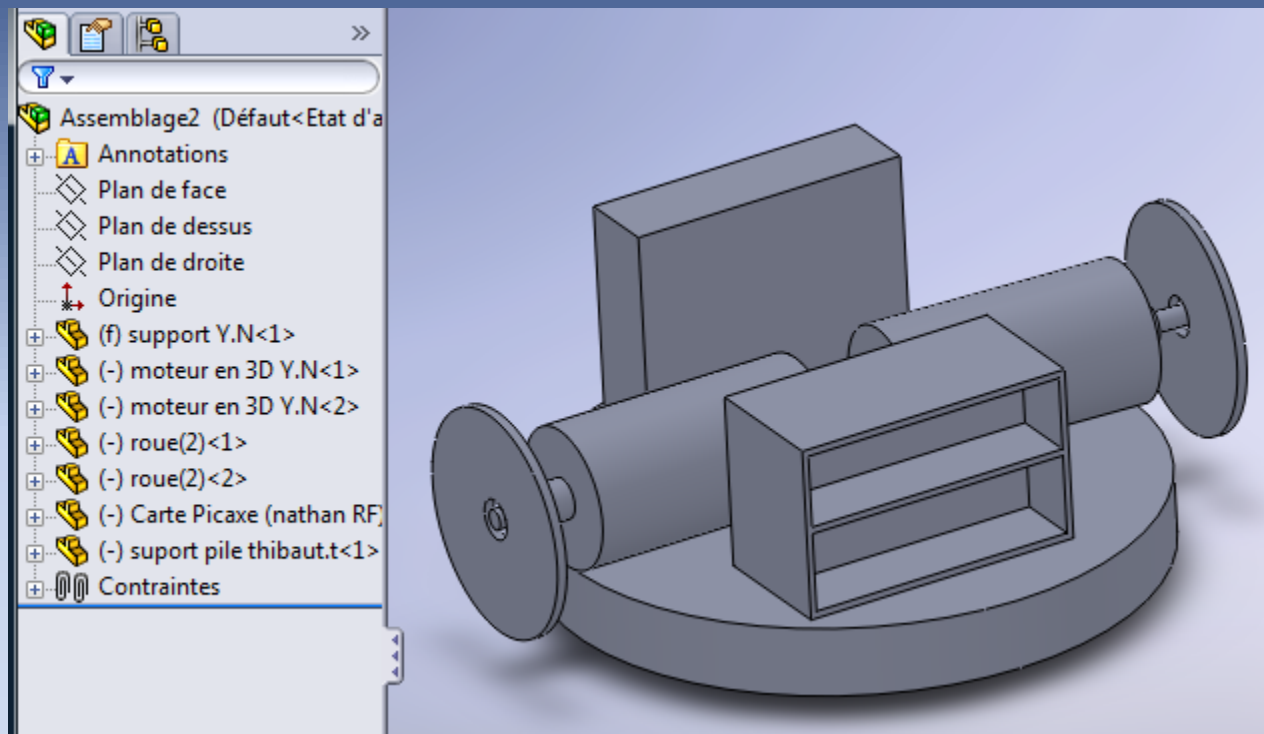 Assemblage2 (Défaut<Etat d'a
A Annotations
Plan de face
Plan de dessus
Plan de droite
Origine
(f) support Y.N<1>
(-) moteur en 3D Y.N<1>
(-) moteur en 3D Y.N<2>
(-) roue(2)<1>
(-) roue(2)<2>
(-) Carte Picaxe (nathan RF)
(-) suport pile thibaut.t<1>
Contraintes